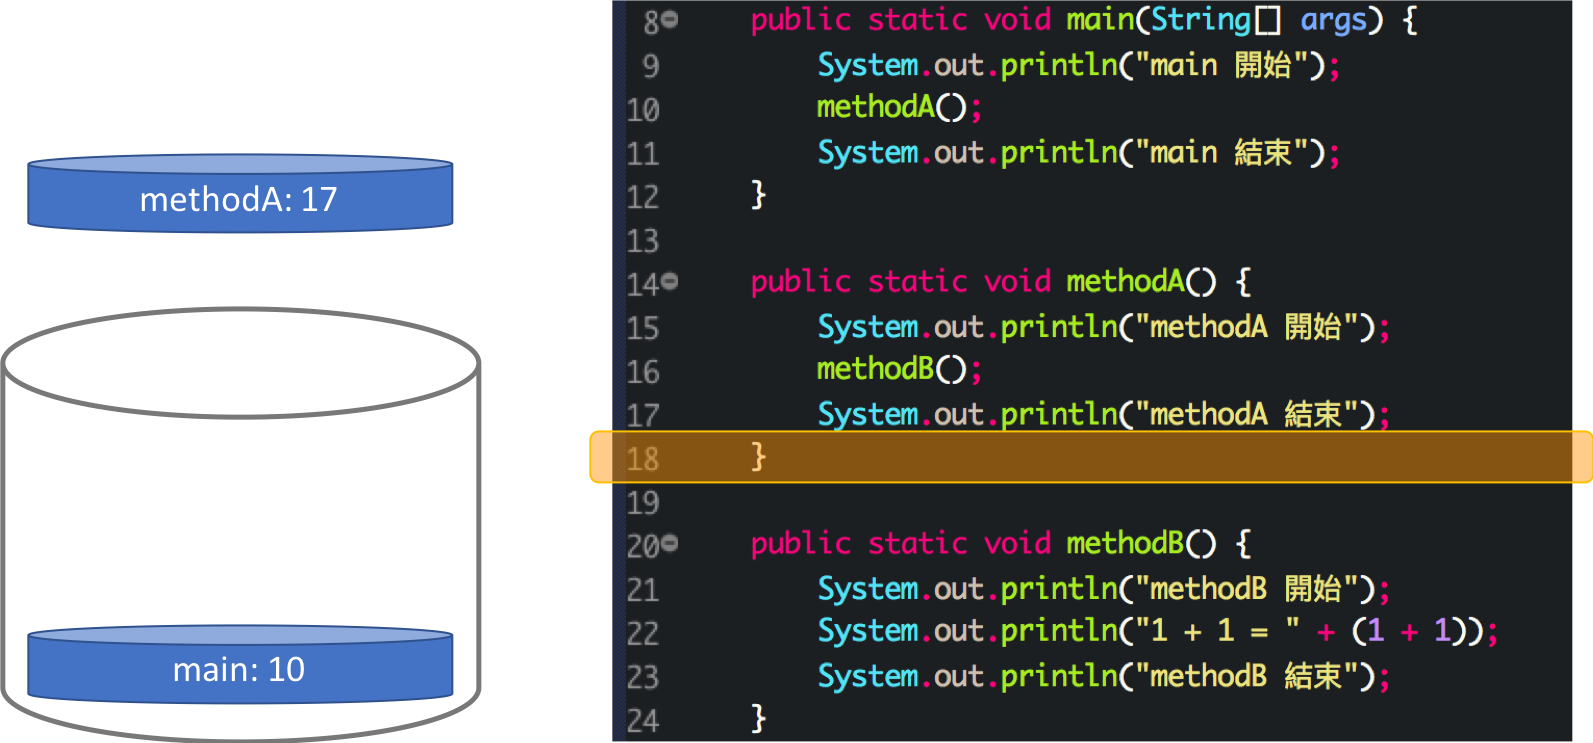 methodA: 17
main: 10
8 public static void main(String[] args) {
9 System.out.println("main 開始");
10 methodA();
11 System.out.println("main 結束");
12 }
13
14 public static void methodA() {
15 System.out.println("methodA 開始");
16 methodB();
17 System.out.println("methodA 結束");
18 }
19
20 public static void methodB() {
21 System.out.println("methodB 開始");
22 System.out.println("1 + 1 = " + (1 + 1));
23 System.out.println("methodB 結束");
24 }